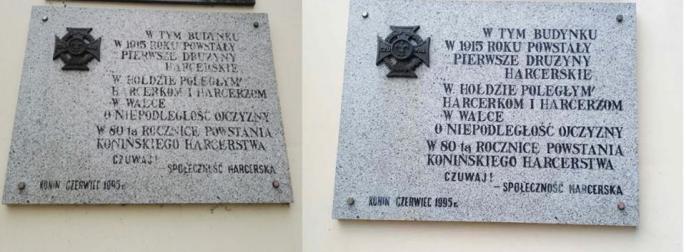 W TYM BUDYNKU
W 1915 ROKU POWSTAŁY
PIERWSZE DRUŻYNY
HARCERSKIE
W HOŁDZIE POLEGŁYM
HARCERKOM I HARCERZOM
W WALCE
O NIEPODLEGŁOŚĆ OJCZYZNY
W 80 tą ROCZNICĘ POWSTANIA
KONIŃSKIEGO HARCERSTWA
CZUWAJ!
SPOŁECZNOŚĆ HARCERSKA
KONIN CZERWIEC 1995 r.
W TYM BUDYNKU
W 1915 ROKU POWSTAŁY
PIERWSZE DRUŻYNY
HARCERSKIE
W HOŁDZIE POLEGŁYM
HARCERKOM I HARCERZOM
W WALCE
O NIEPODLEGŁOŚĆ OJCZYZNY
W 80 tą ROCZNICĘ POWSTANIA
KONIŃSKIEGO HARCERSTWA
CZUWAJ!
– SPOŁECZNOŚĆ HARCERSKA
KONIN CZERWIEC 1995 r.